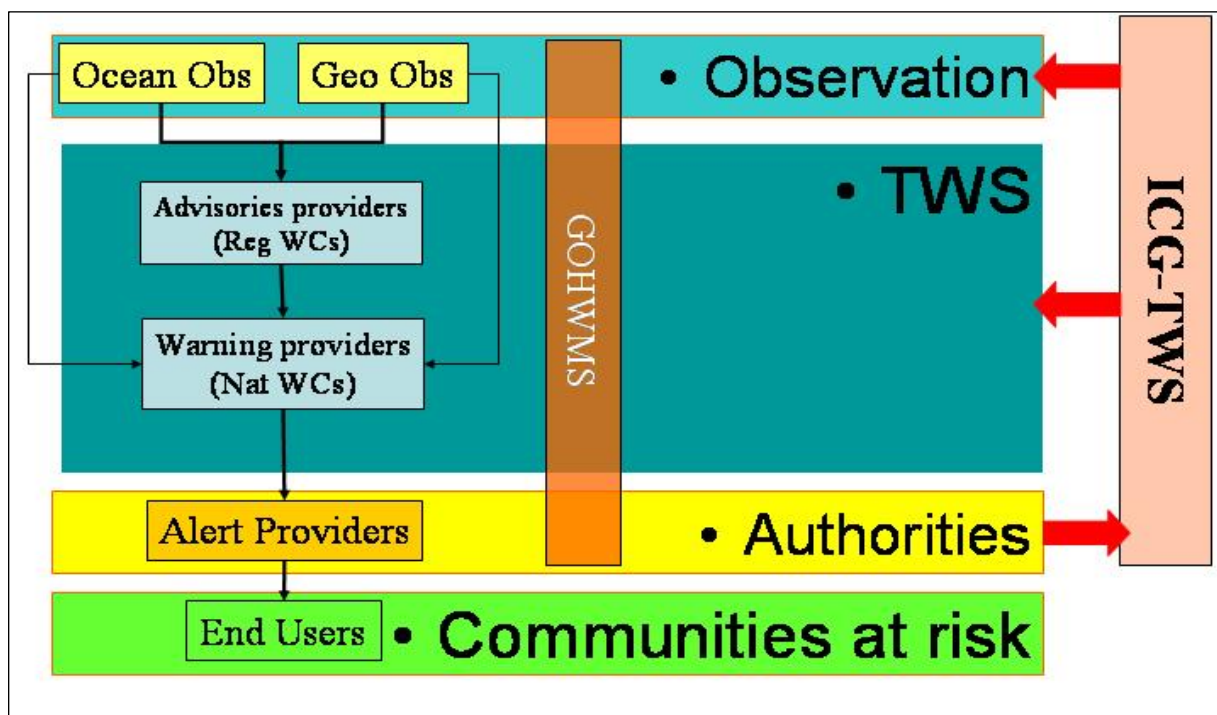 Ocean Obs
Geo Obs
• Observation
• TWS
Advisories providers
(Reg WCs)
GOHWMS
ICG-TWS
Warning providers
(Nat WCs)
Alert Providers
• Authorities
End Users
• Communities at risk